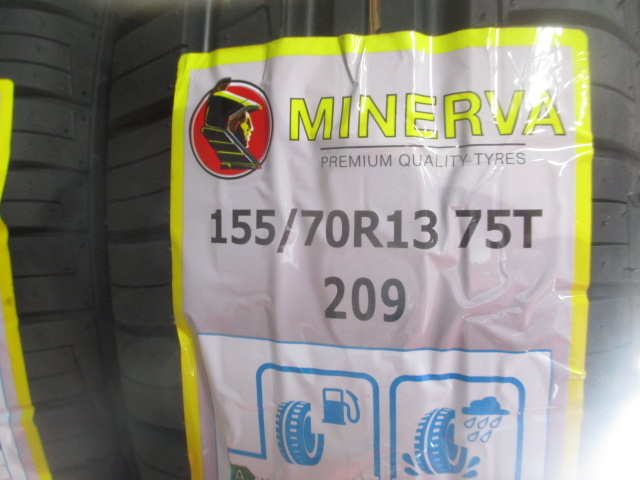 MINERVA
PREMIUM QUALITY TYRES
155/70R13 75T
209
A